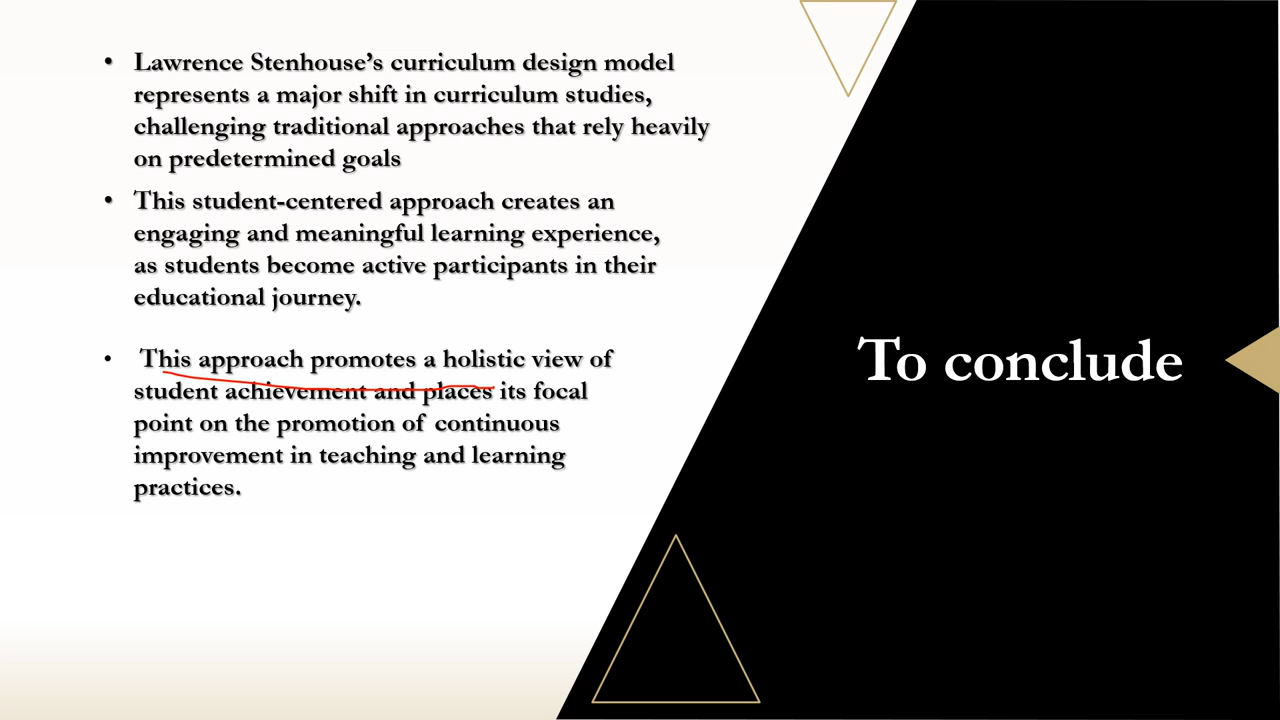 • Lawrence Stenhouse’s curriculum design model
represents a major shift in curriculum studies,
challenging traditional approaches that rely heavily
on predetermined goals
• This student-centered approach creates an
engaging and meaningful learning experience,
as students become active participants in their
educational journey.
• This approach promotes a holistic view of
student achievement and places its focal
point on the promotion of continuous
improvement in teaching and learning
practices.
To conclude